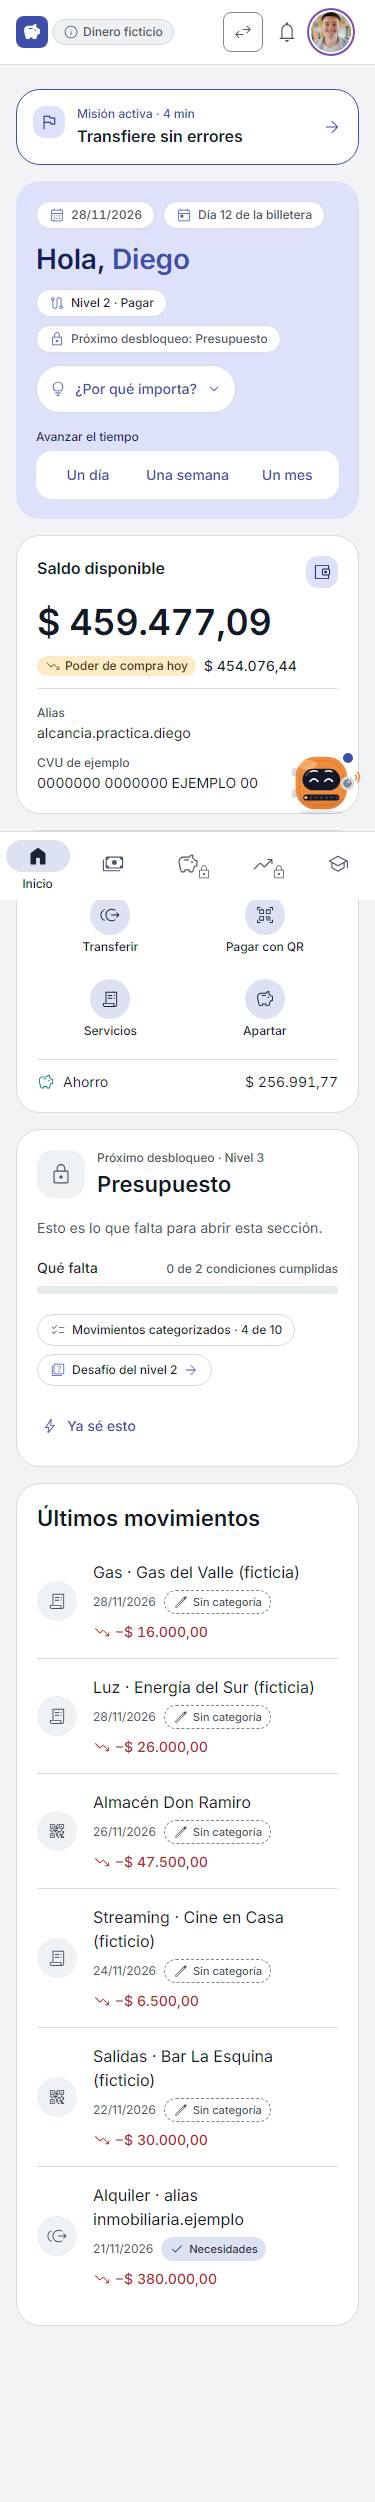 Dinero ficticio
Misión activa · 4 min
Transfiere sin errores
28/11/2026
Día 12 de la billetera
Hola, Diego
Nivel 2 · Pagar
Próximo desbloqueo: Presupuesto
¿Por qué importa?
Avanzar el tiempo
Un día Una semana Un mes
Saldo disponible
$ 459.477,09
Poder de compra hoy $ 454.076,44
Alias
alcancia.practica.diego
CVU de ejemplo
0000000 0000000 EJEMPLO 00
Inicio
Transferir Pagar con QR
Servicios Apartar
Ahorro $ 256.991,77
Próximo desbloqueo · Nivel 3
Presupuesto
Esto es lo que falta para abrir esta sección.
Qué falta 0 de 2 condiciones cumplidas
Movimientos categorizados · 4 de 10
Desafío del nivel 2
Ya sé esto
Últimos movimientos
Gas · Gas del Valle (ficticia)
28/11/2026 Sin categoría
−$ 16.000,00
Luz · Energía del Sur (ficticia)
28/11/2026 Sin categoría
−$ 26.000,00
Almacén Don Ramiro
26/11/2026 Sin categoría
−$ 47.500,00
Streaming · Cine en Casa
(ficticio)
24/11/2026 Sin categoría
−$ 6.500,00
Salidas · Bar La Esquina
(ficticio)
22/11/2026 Sin categoría
−$ 30.000,00
Alquiler · alias
inmobiliaria.ejemplo
21/11/2026 Necesidades
−$ 380.000,00